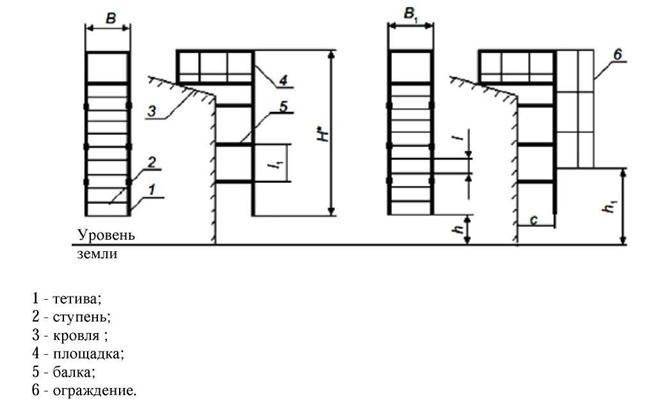 B
B₁
6
4
3
5
H*
l
l₁
2
1
h₁
c
h
Уровень
земли
1 - тетива;
2 - ступень;
3 - кровля ;
4 - площадка;
5 - балка;
6 - ограждение.